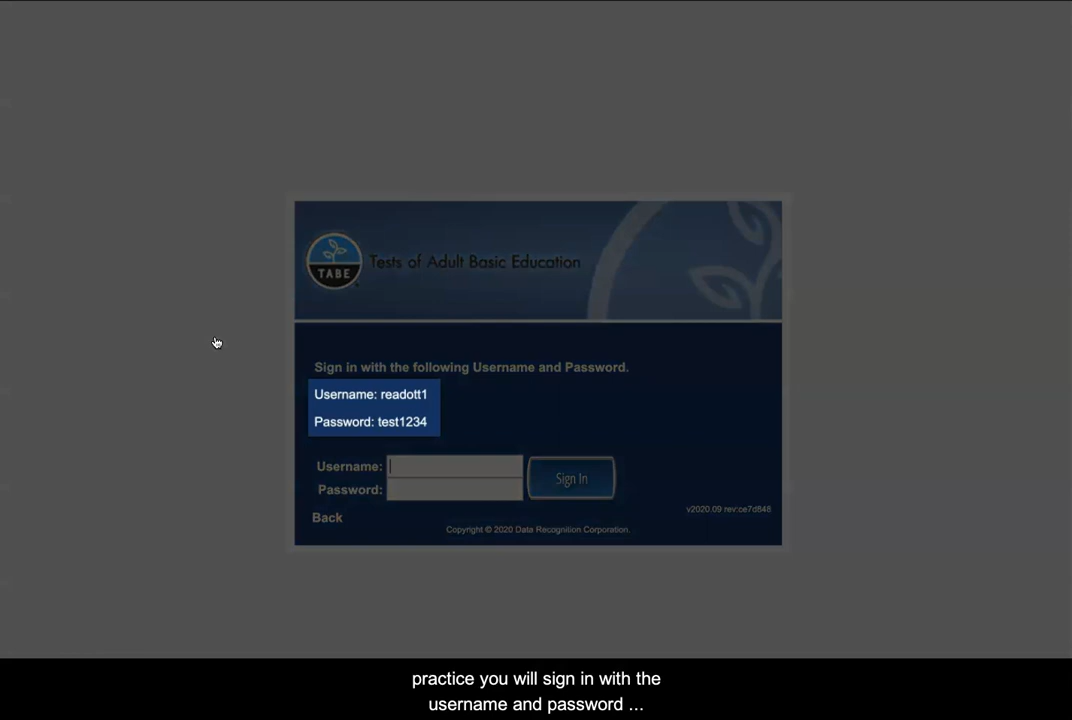 TABE
Tests of Adult Basic Education
Sign in with the following Username and Password.
Username: readott1
Password: test1234
Username:
Password:
Sign In
Back
v2020.09 rev:ce7d848
Copyright © 2020 Data Recognition Corporation.
practice you will sign in with the
username and password ...